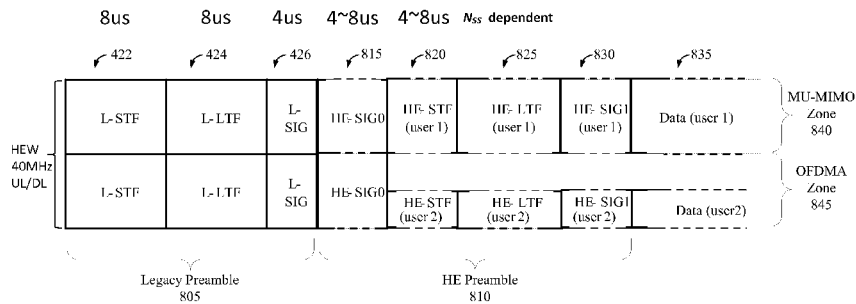 8us 8us 4us 4~8us 4~8us Nss dependent
422 424 426 815 820 825 830 835
HEW
40MHz
UL/DL
L-STF L-LTF L-
SIG HE-SIG0 HE-STF
(user 1) HE-LTF
(user 1) HE-SIG1
(user 1) Data (user 1)
MU-MIMO
Zone
840
L-STF L-LTF L-
SIG HE-SIG0 HE-STF
(user 2) HE-LTF
(user 2) HE-SIG1
(user 2) Data (user2)
OFDMA
Zone
845
Legacy Preamble
805
HE Preamble
810